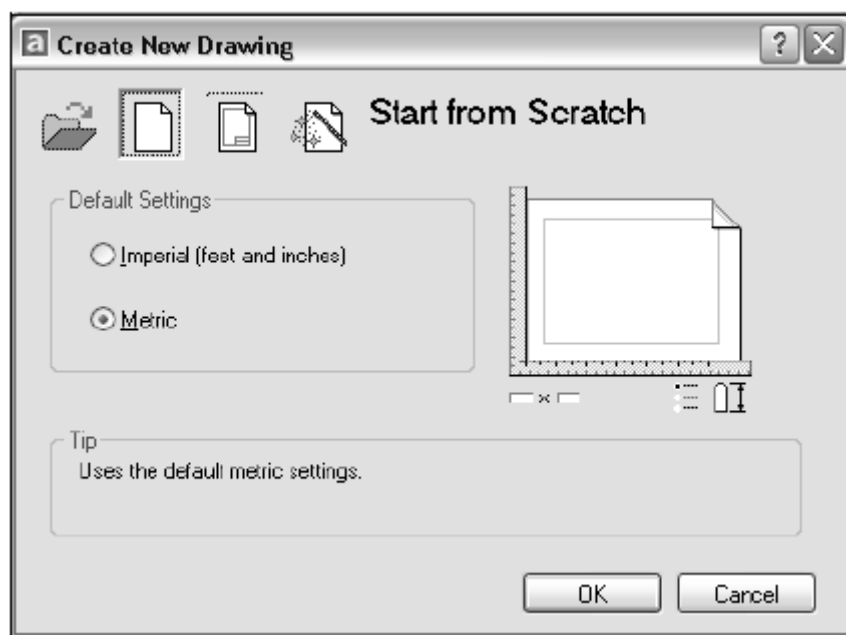 a Create New Drawing
Start from Scratch
Default Settings
Imperial (feet and inches)
Metric
Tip
Uses the default metric settings.
OK Cancel